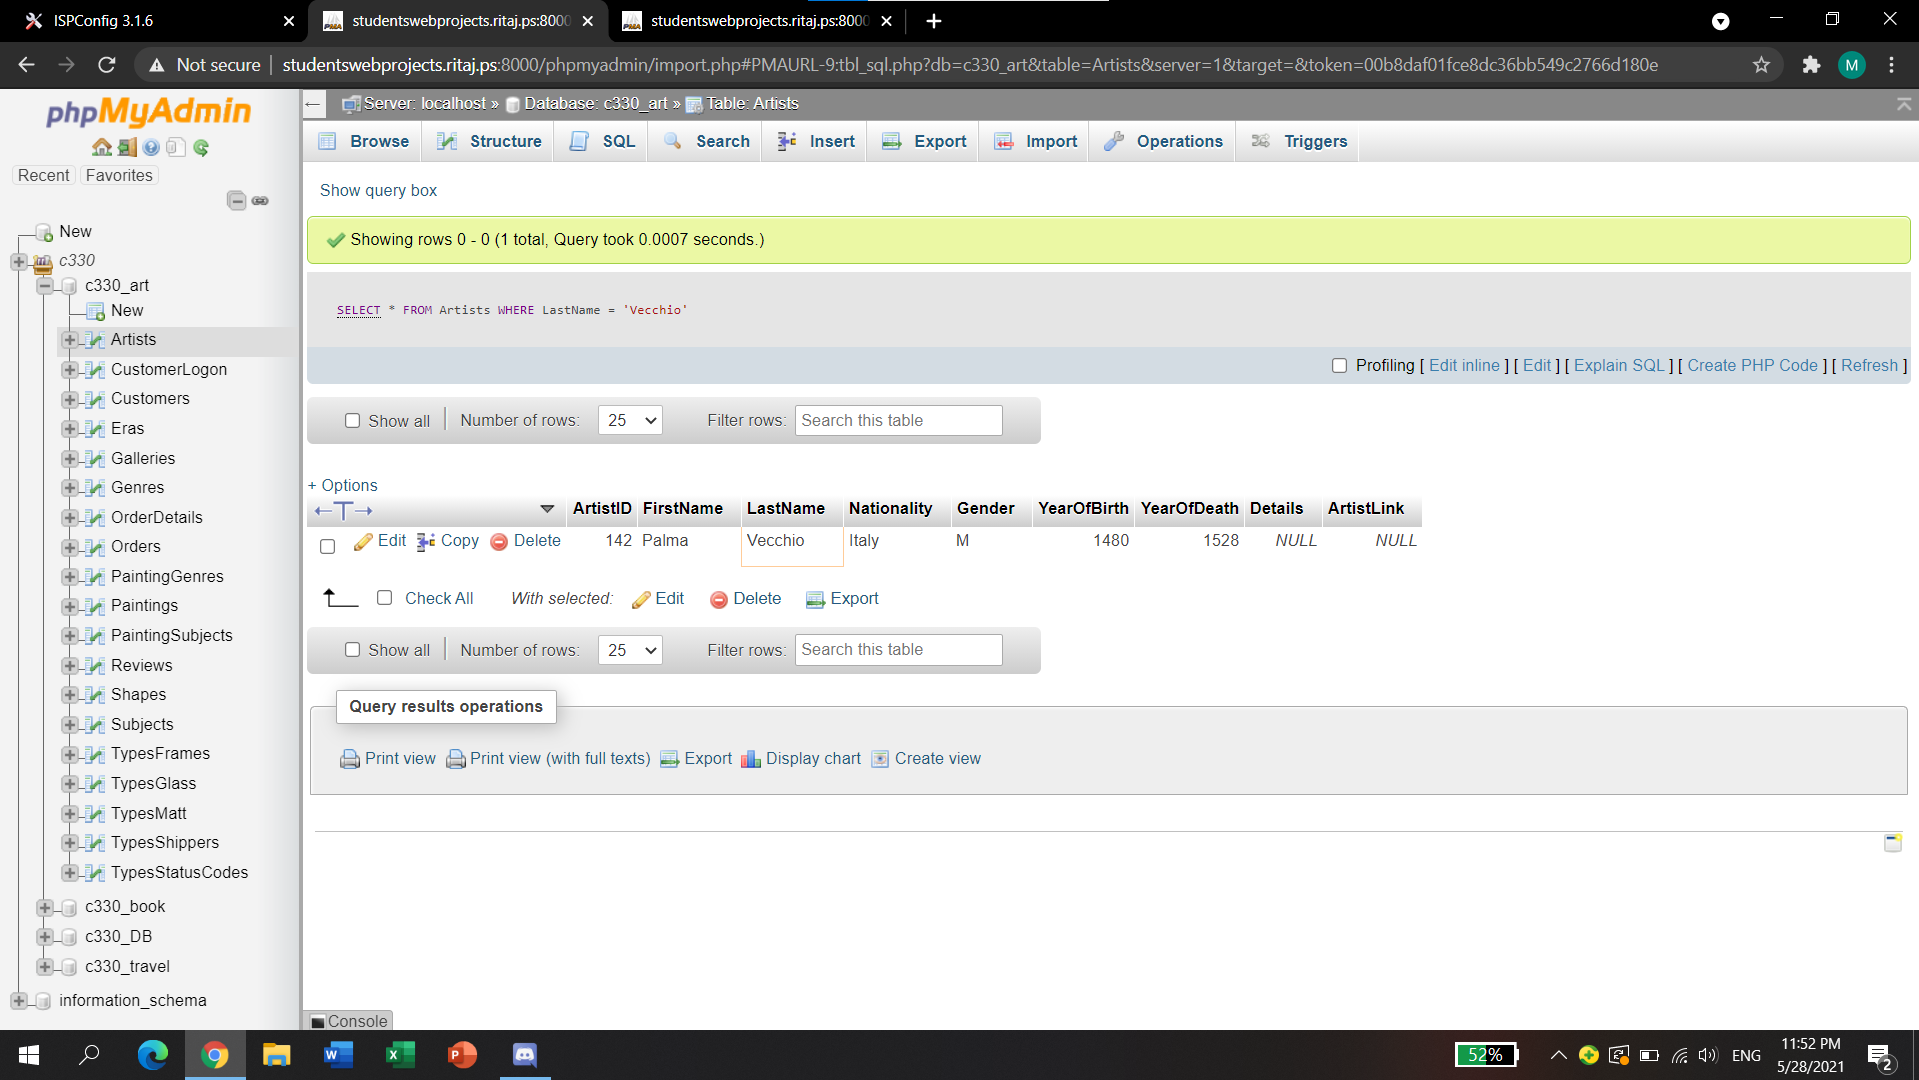 ISPConfig 3.1.6
studentswebprojects.ritaj.ps:8000
studentswebprojects.ritaj.ps:8000
Not secure
studentswebprojects.ritaj.ps:8000/phpmyadmin/import.php#PMAURL-9:tbl_sql.php?db=c330_art&table=Artists&server=1&target=&token=00b8daf01fce8dc36bb549c2766d180e
M
phpMyAdmin
Recent Favorites
New
c330
c330_art
New
Artists
CustomerLogon
Customers
Eras
Galleries
Genres
OrderDetails
Orders
PaintingGenres
Paintings
PaintingSubjects
Reviews
Shapes
Subjects
TypesFrames
TypesGlass
TypesMatt
TypesShippers
TypesStatusCodes
c330_book
c330_DB
c330_travel
information_schema
Server: localhost » Database: c330_art » Table: Artists
Browse Structure SQL Search Insert Export Import Operations Triggers
Show query box
Showing rows 0 - 0 (1 total, Query took 0.0007 seconds.)
SELECT * FROM Artists WHERE LastName = 'Vecchio'
Profiling [ Edit inline ] [ Edit ] [ Explain SQL ] [ Create PHP Code ] [ Refresh ]
Show all Number of rows: 25 Filter rows: Search this table
+ Options
ArtistID FirstName LastName Nationality Gender YearOfBirth YearOfDeath Details ArtistLink
Edit Copy Delete 142 Palma Vecchio Italy M 1480 1528 NULL NULL
Check All With selected: Edit Delete Export
Show all Number of rows: 25 Filter rows: Search this table
Query results operations
Print view Print view (with full texts) Export Display chart Create view
Console
52%
ENG
11:52 PM
5/28/2021
2